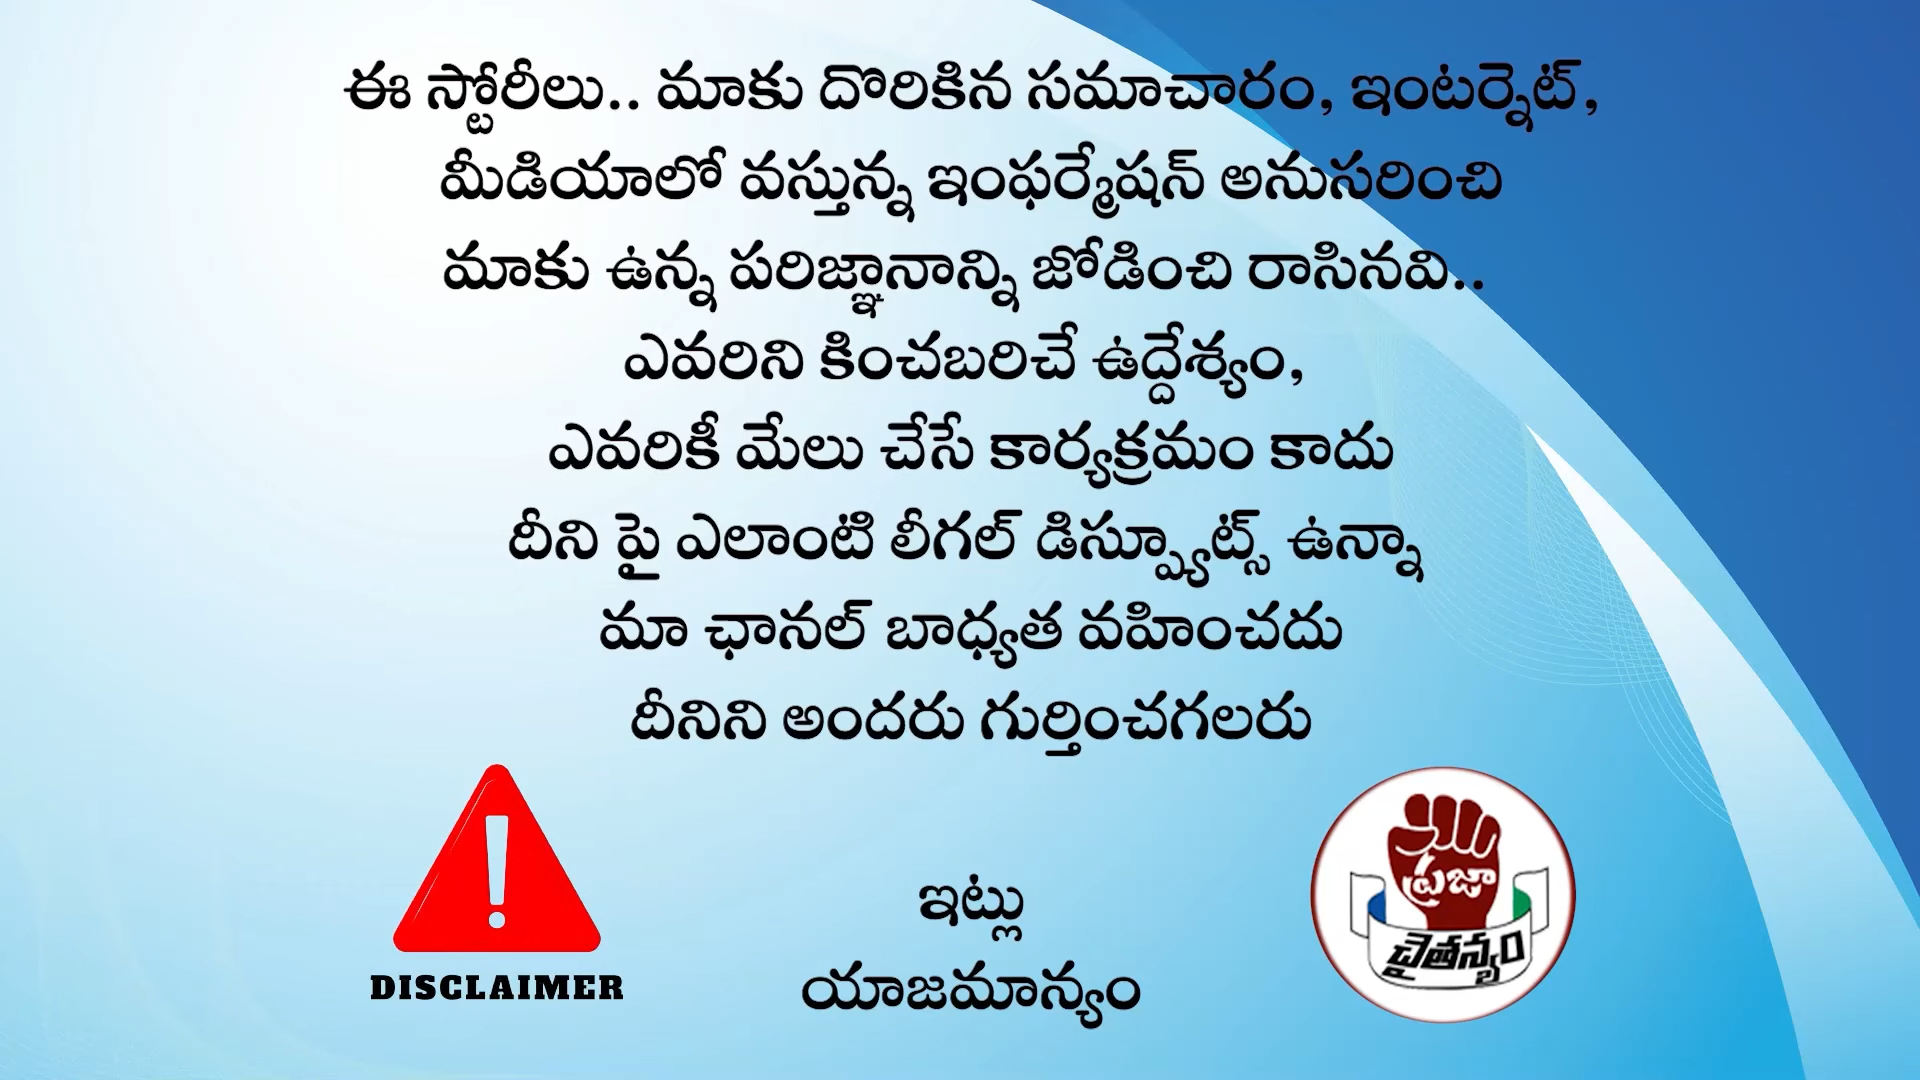 ఈ స్టోరీలు.. మాకు దొరికిన సమాచారం, ఇంటర్నెట్,
మీడియాలో వస్తున్న ఇంఫర్మేషన్ అనుసరించి
మాకు ఉన్న పరిజ్ఞానాన్ని జోడించి రాసినవి..
ఎవరిని కించబరిచే ఉద్దేశ్యం,
ఎవరికీ మేలు చేసే కార్యక్రమం కాదు
దీని పై ఎలాంటి లీగల్ డిస్ప్యూట్స్ ఉన్నా
మా ఛానల్ బాధ్యత వహించదు
దీనిని అందరు గుర్తించగలరు
ఇట్లు
యాజమాన్యం
DISCLAIMER
ప్రజా
చైతన్యం